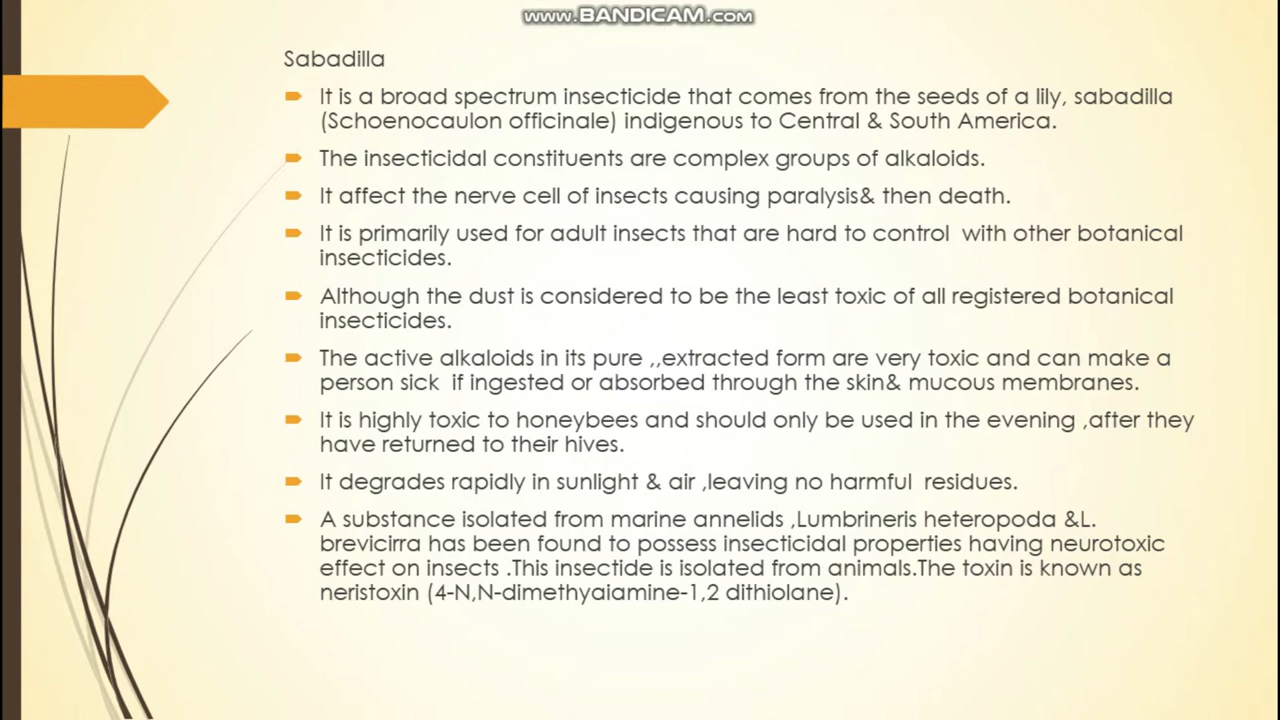 www.BANDICAM.com
Sabadilla
It is a broad spectrum insecticide that comes from the seeds of a lily, sabadilla
(Schoenocaulon officinale) indigenous to Central & South America.
The insecticidal constituents are complex groups of alkaloids.
It affect the nerve cell of insects causing paralysis& then death.
It is primarily used for adult insects that are hard to control  with other botanical
insecticides.
Although the dust is considered to be the least toxic of all registered botanical
insecticides.
The active alkaloids in its pure ,,extracted form are very toxic and can make a
person sick  if ingested or absorbed through the skin& mucous membranes.
It is highly toxic to honeybees and should only be used in the evening ,after they
have returned to their hives.
It degrades rapidly in sunlight & air ,leaving no harmful  residues.
A substance isolated from marine annelids ,Lumbrineris heteropoda &L.
brevicirra has been found to possess insecticidal properties having neurotoxic
effect on insects .This insectide is isolated from animals.The toxin is known as
neristoxin (4-N,N-dimethyaiamine-1,2 dithiolane).